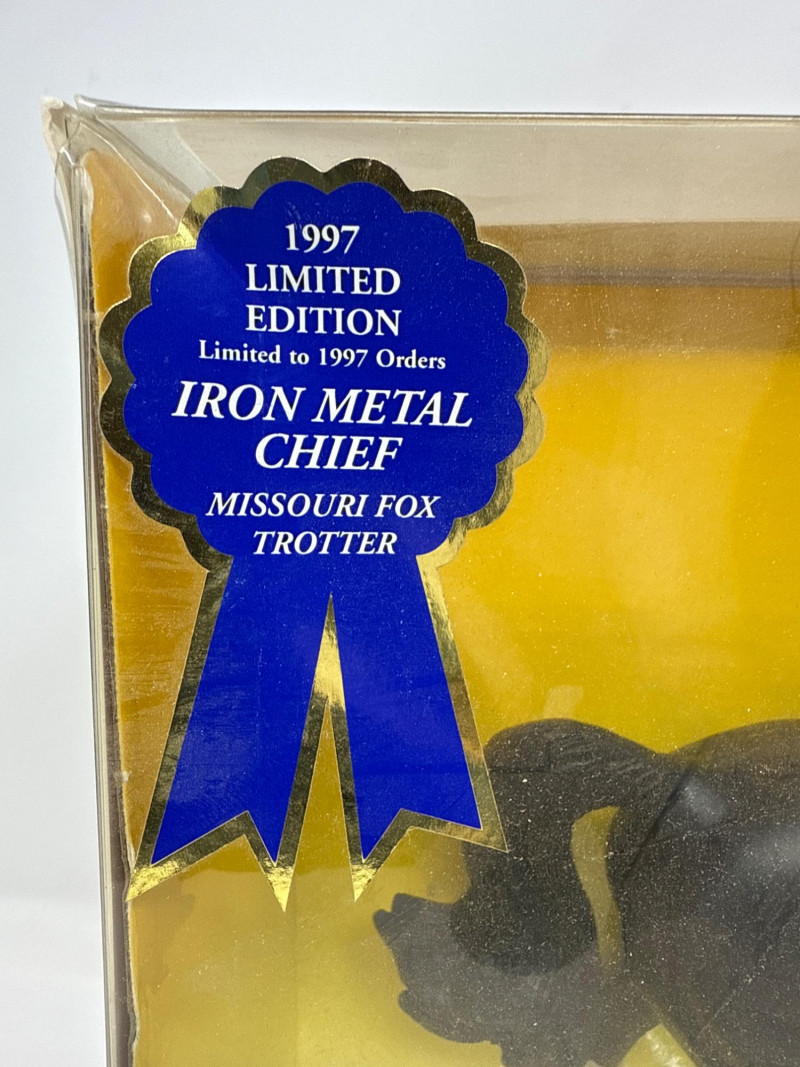 1997
LIMITED
EDITION
Limited to 1997 Orders
IRON METAL
CHIEF
MISSOURI FOX
TROTTER